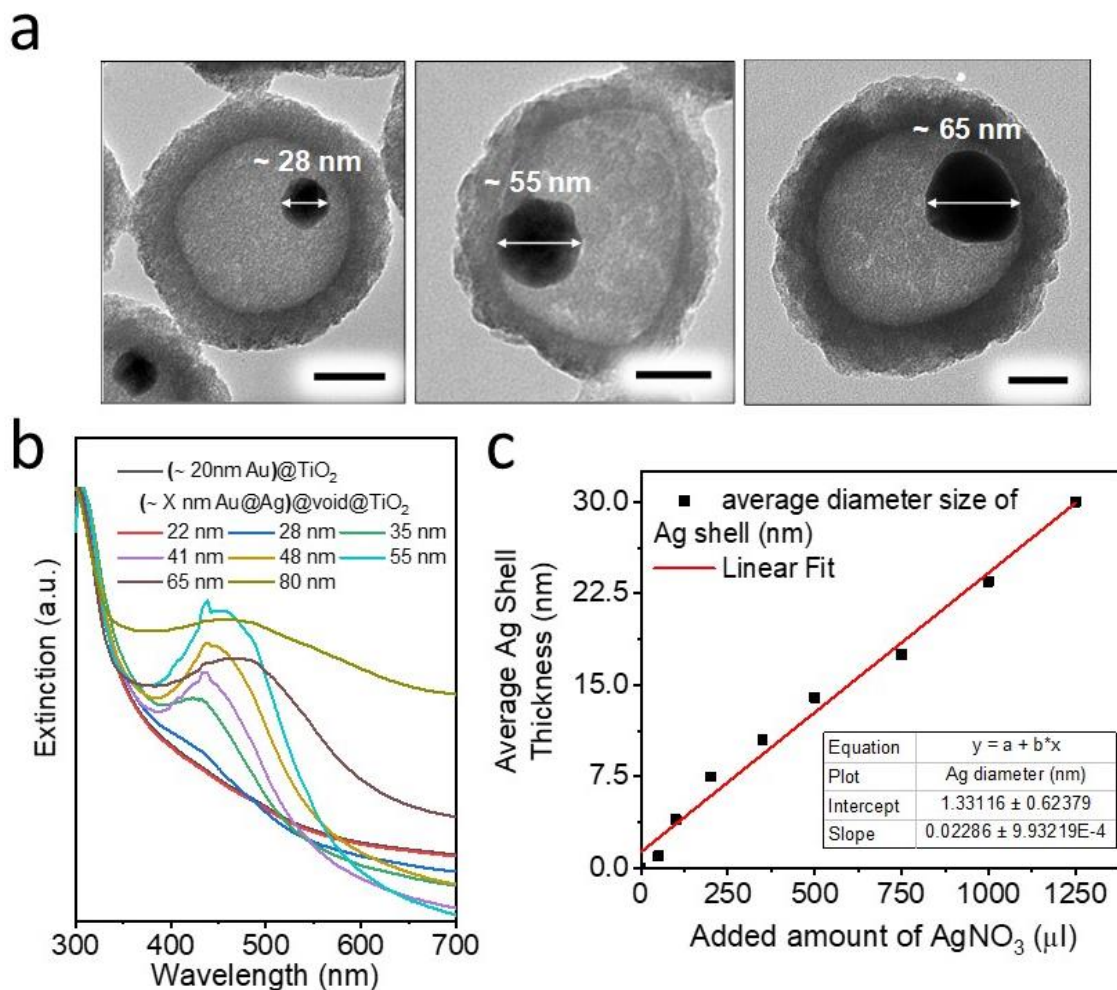 a
~ 28 nm
~ 55 nm
~ 65 nm
b
(~ 20nm Au)@TiO₂
(~ X nm Au@Ag)@void@TiO₂
22 nm 28 nm 35 nm
41 nm 48 nm 55 nm
65 nm 80 nm
Extinction (a.u.)
300 400 500 600 700
Wavelength (nm)
c
average diameter size of
Ag shell (nm)
Linear Fit
Average Ag Shell
Thickness (nm)
30.0
22.5
15.0
7.5
0.0
Equation y = a + b*x
Plot Ag diameter (nm)
Intercept 1.33116 ± 0.62379
Slope 0.02286 ± 9.93219E-4
0 250 500 750 1000 1250
Added amount of AgNO₃ (µl)